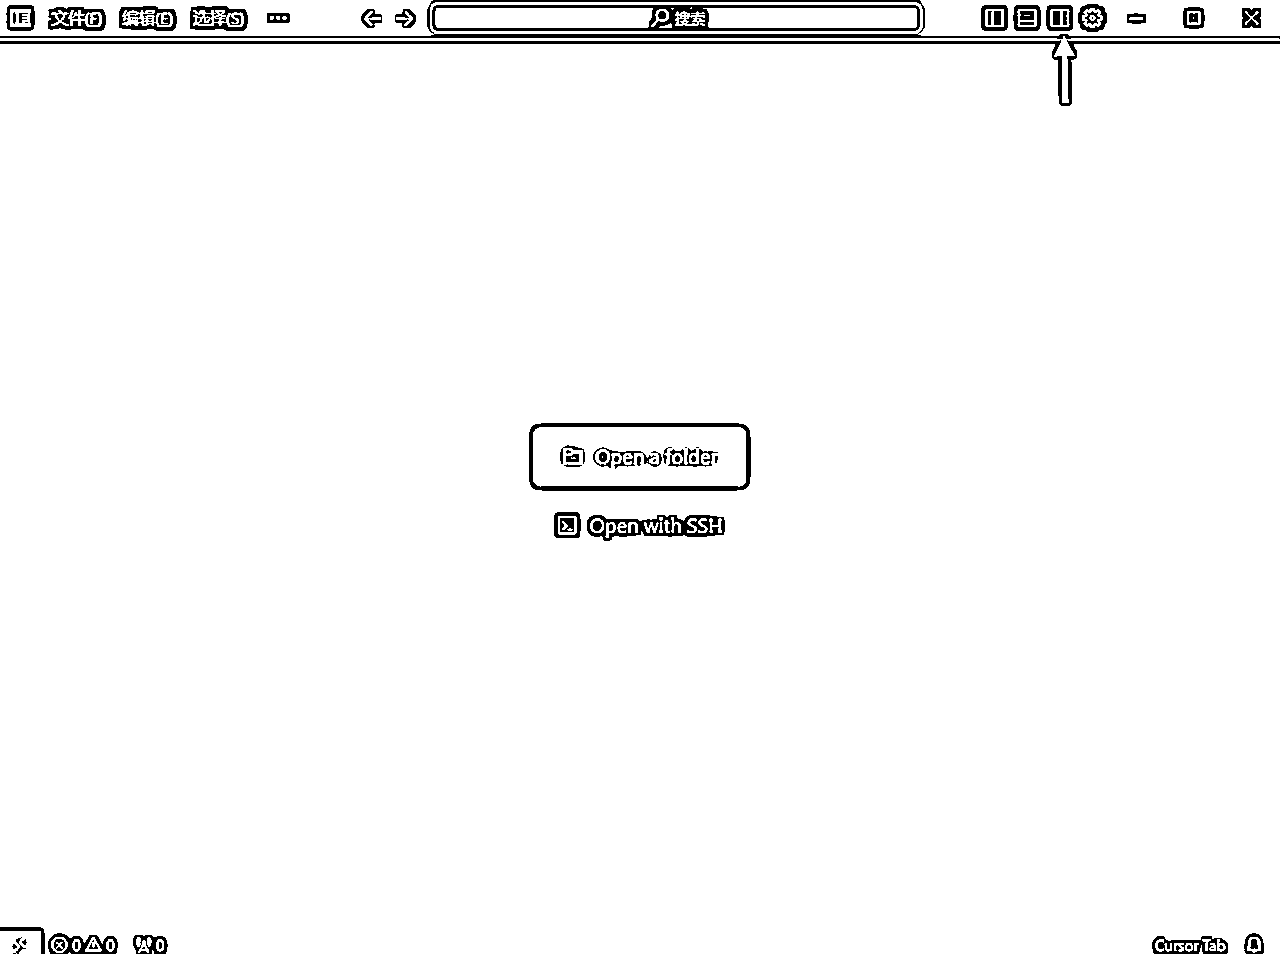 文件(F) 编辑(E) 选择(S) ··· 搜索
Open a folder
Open with SSH
0 0 0 Cursor Tab